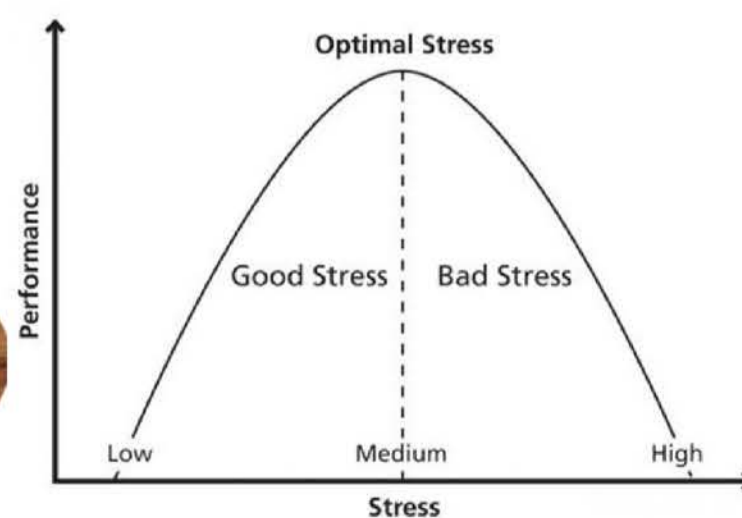 Optimal Stress
Performance
Good Stress Bad Stress
Low Medium High
Stress